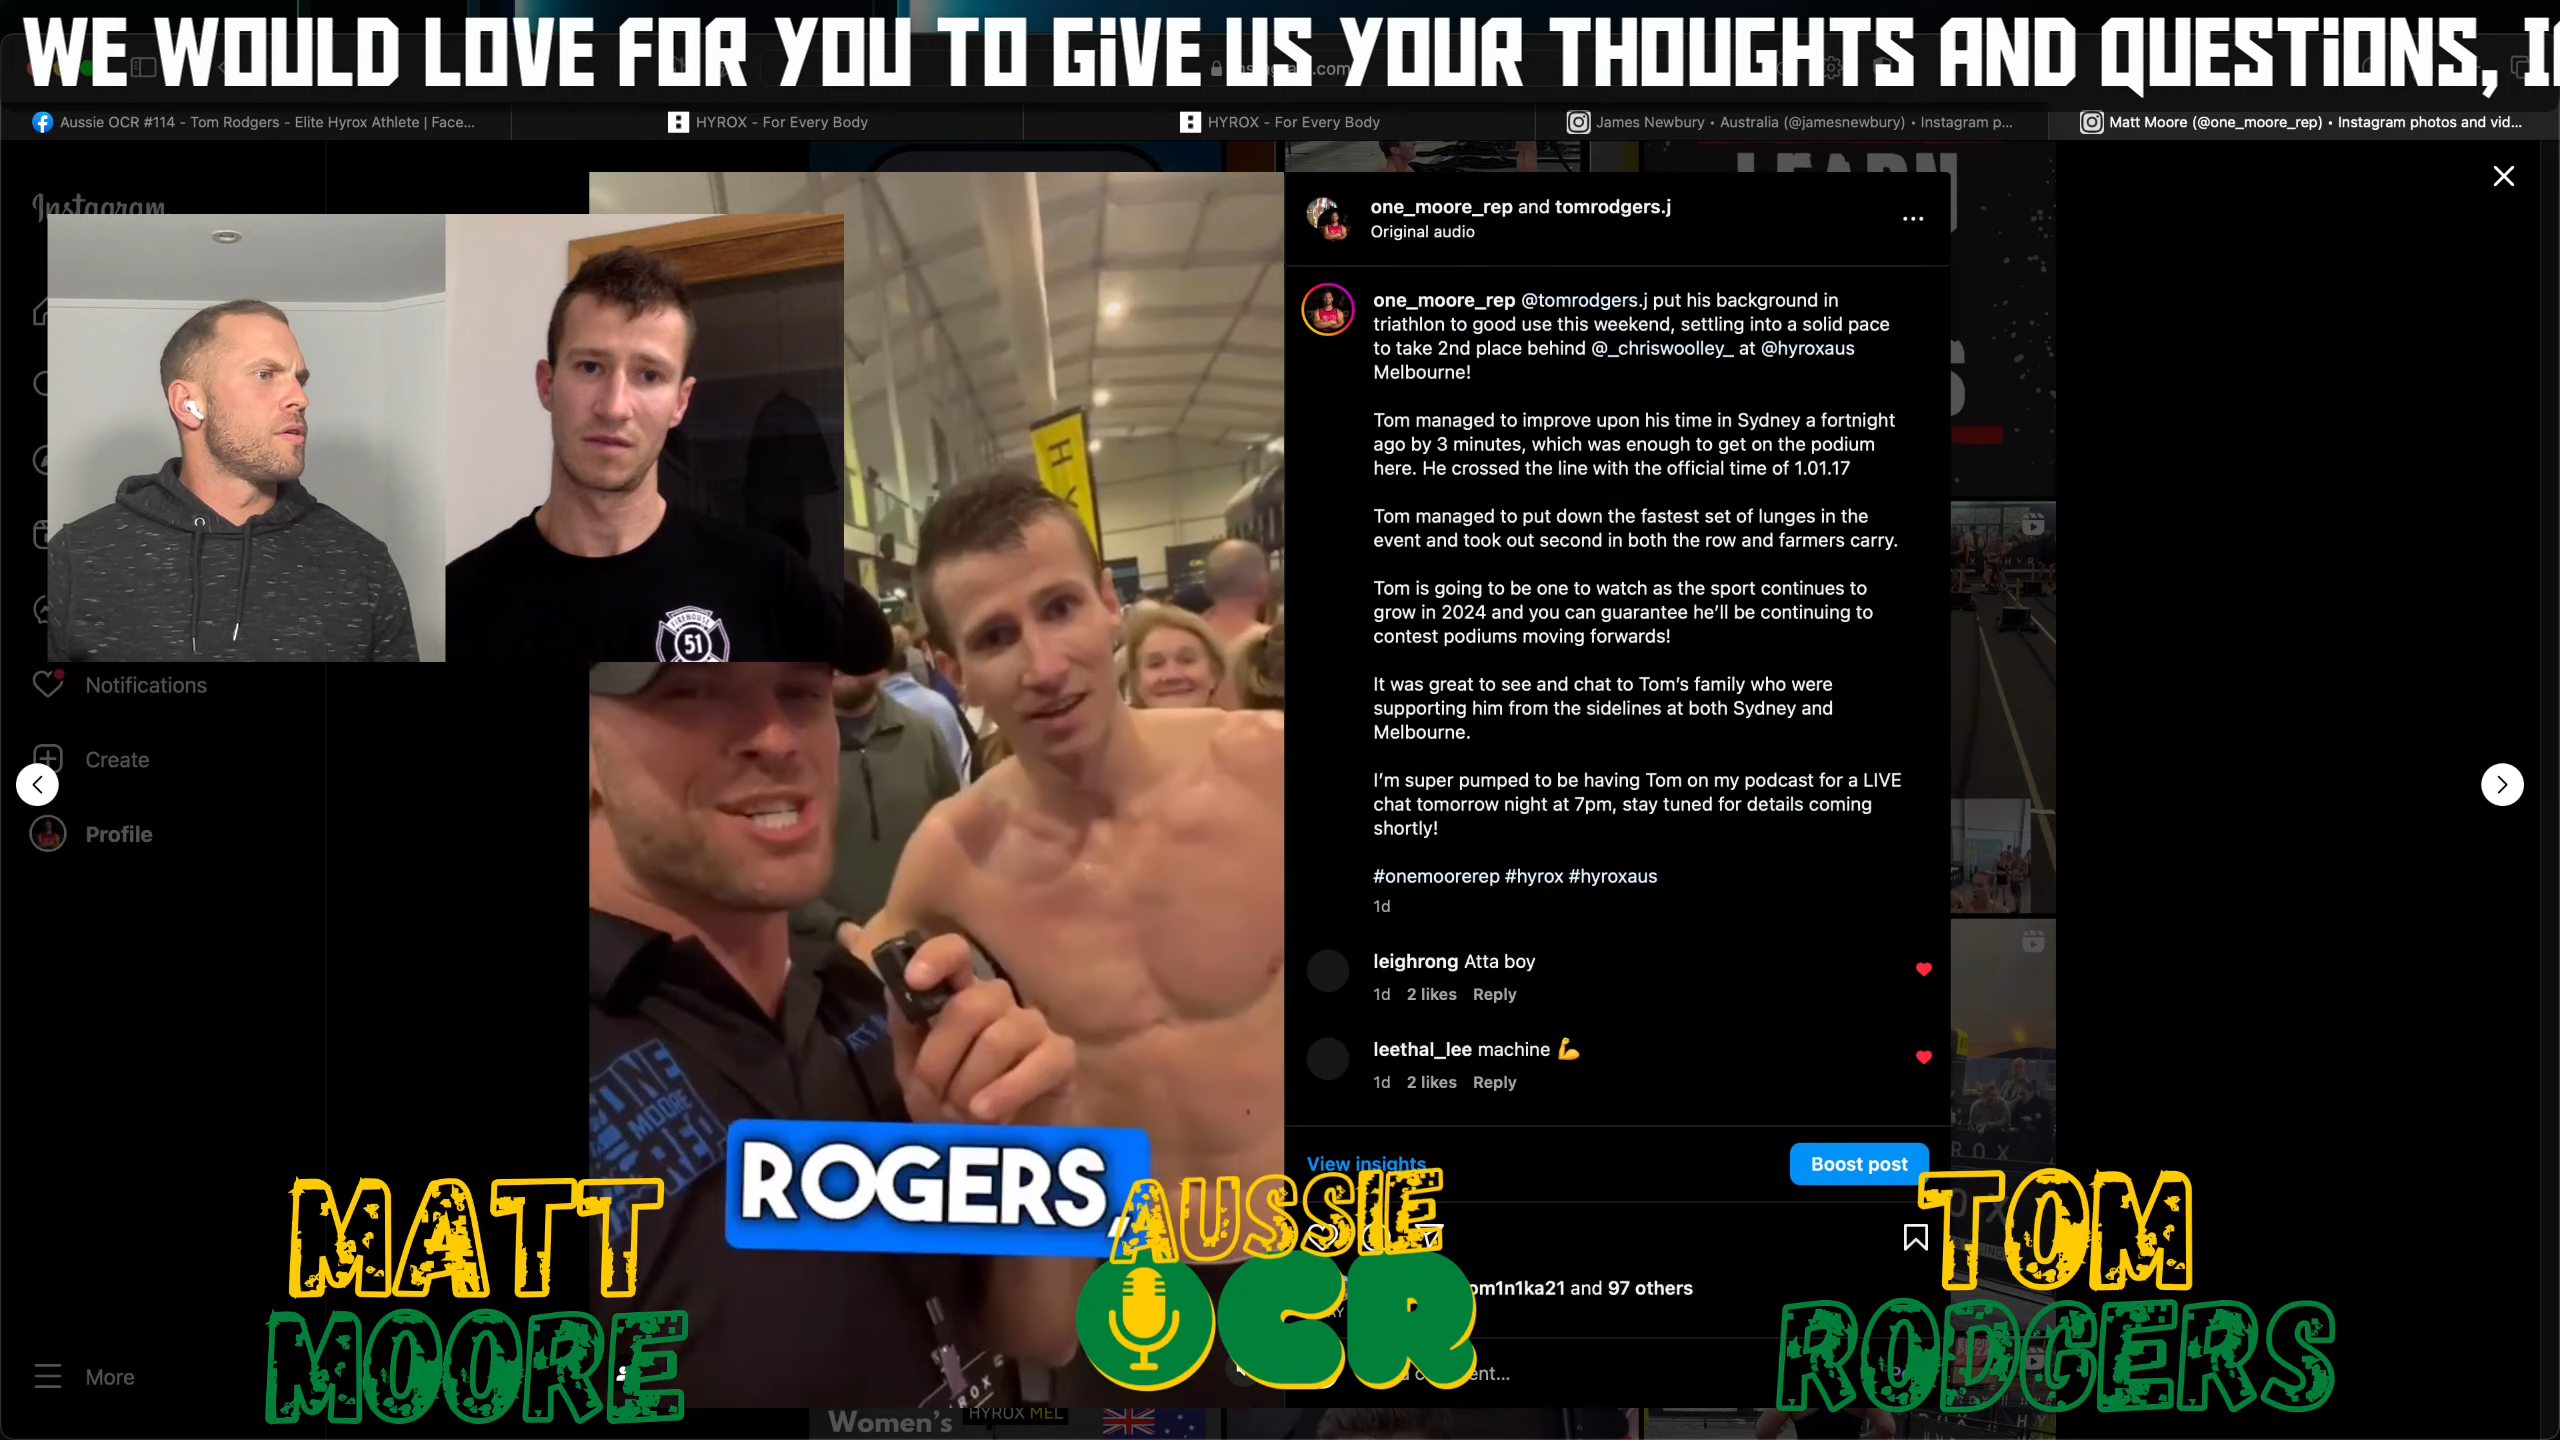 WE WOULD LOVE FOR YOU TO GIVE US YOUR THOUGHTS AND QUESTIONS,
Aussie OCR #114 - Tom Rodgers - Elite Hyrox Athlete | Face...
HYROX - For Every Body
HYROX - For Every Body
James Newbury • Australia (@jamesnewbury) • Instagram p...
Matt Moore (@one_moore_rep) • Instagram photos and vid...
Instagram
LEARN
one_moore_rep and tomrodgers.j
Original audio
one_moore_rep @tomrodgers.j put his background in
triathlon to good use this weekend, settling into a solid pace
to take 2nd place behind @_chriswoolley_ at @hyroxaus
Melbourne!
Tom managed to improve upon his time in Sydney a fortnight
ago by 3 minutes, which was enough to get on the podium
here. He crossed the line with the official time of 1.01.17
Tom managed to put down the fastest set of lunges in the
event and took out second in both the row and farmers carry.
Tom is going to be one to watch as the sport continues to
grow in 2024 and you can guarantee he'll be continuing to
contest podiums moving forwards!
It was great to see and chat to Tom's family who were
supporting him from the sidelines at both Sydney and
Melbourne.
I'm super pumped to be having Tom on my podcast for a LIVE
chat tomorrow night at 7pm, stay tuned for details coming
shortly!
#onemoorerep #hyrox #hyroxaus
1d
leighrong Atta boy
1d 2 likes Reply
leethal_lee machine 💪
1d 2 likes Reply
View insights
Boost post
and 97 others
FIREHOUSE
51
Notifications
Create
Profile
More
MOORE
ROGERS,
MATT
MOORE
AUSSIE
OCR
TOM
RODGERS
Women's
HYROX MEL